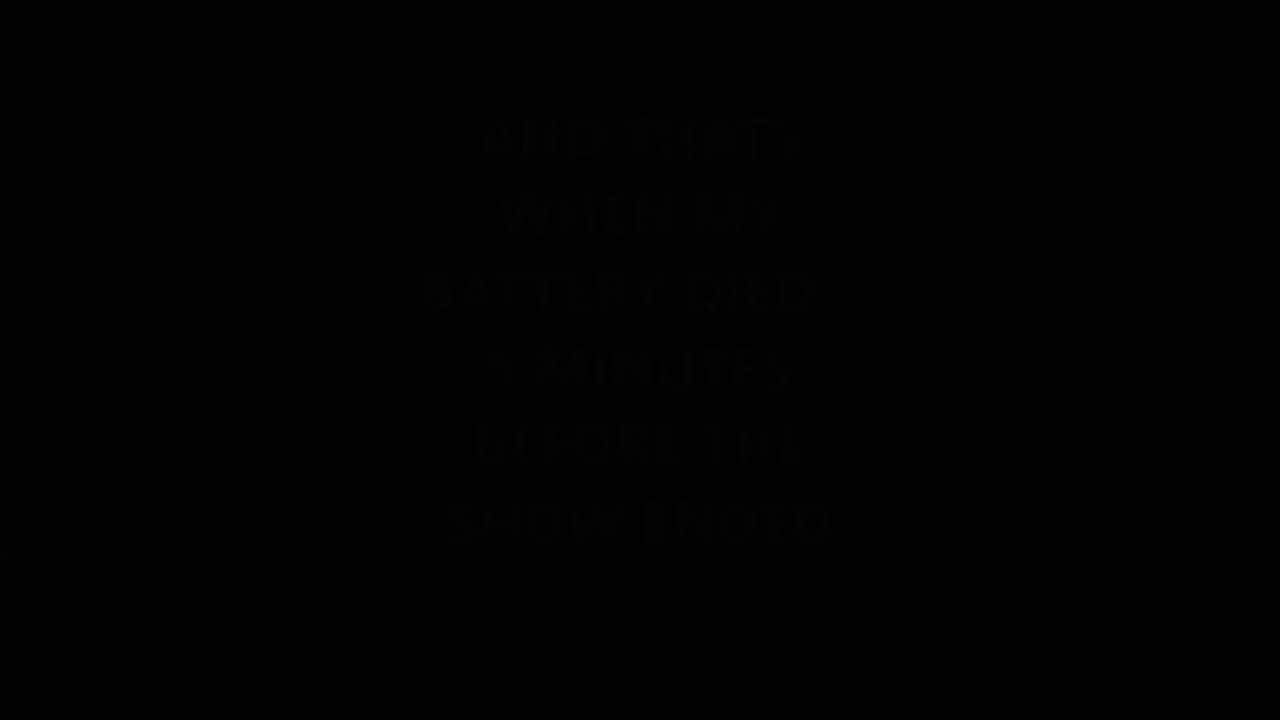 AND THATS
WHEN MY
BATTERY DIED..
5 MINUTES
BEFORE THE
SHOW ENDED